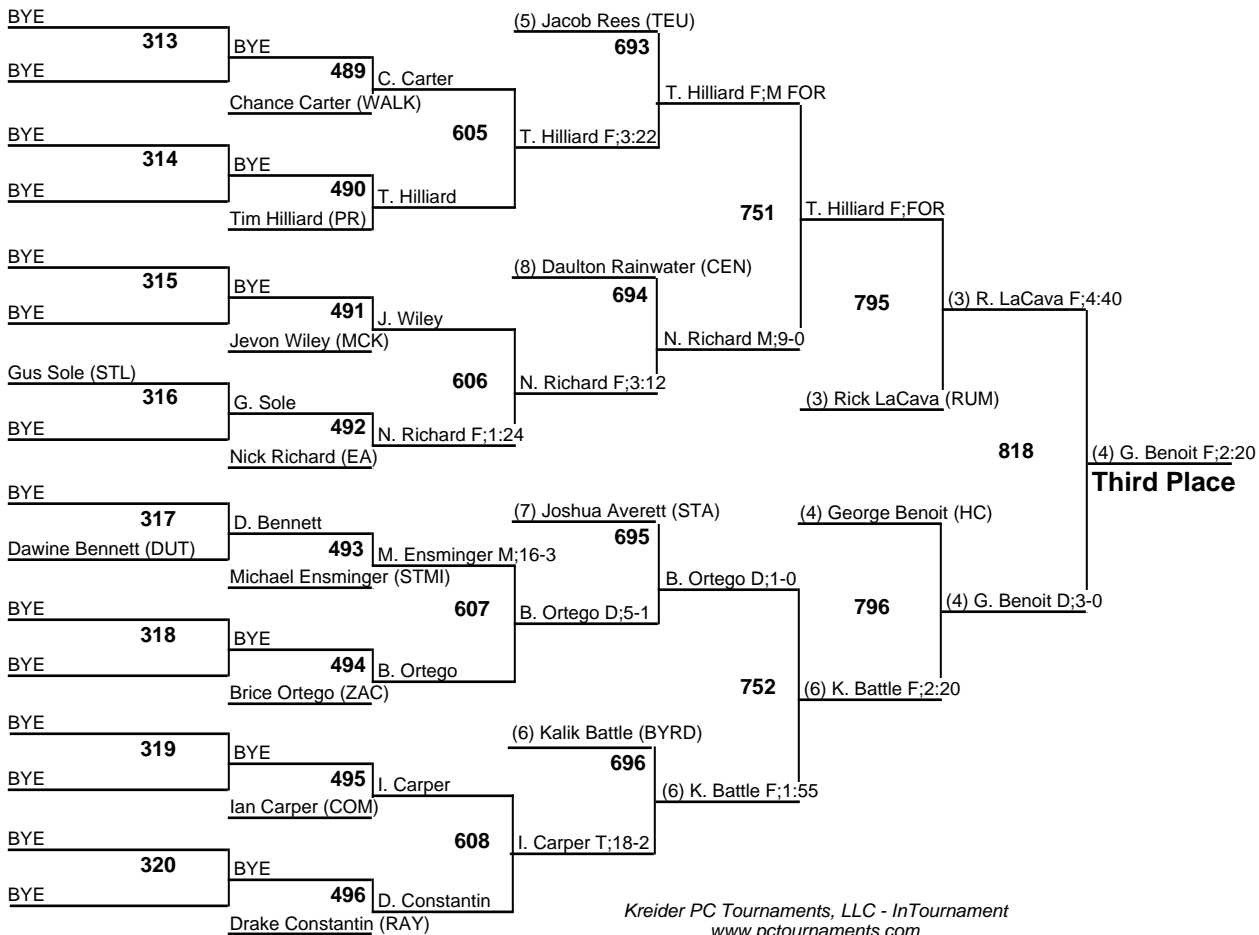 BYE
313
BYE
BYE
489
C. Carter
Chance Carter (WALK)
BYE
314
BYE
BYE
490
T. Hilliard
Tim Hilliard (PR)
605
T. Hilliard F;3:22
(5) Jacob Rees (TEU)
693
T. Hilliard F;M FOR
BYE
315
BYE
BYE
491
J. Wiley
Jevon Wiley (MCK)
Gus Sole (STL)
316
G. Sole
BYE
492
N. Richard F;1:24
Nick Richard (EA)
606
N. Richard F;3:12
(8) Daulton Rainwater (CEN)
694
N. Richard M;9-0
751
T. Hilliard F;FOR
795
(3) R. LaCava F;4:40
(3) Rick LaCava (RUM)
818
(4) G. Benoit F;2:20
Third Place
BYE
317
D. Bennett
Dawine Bennett (DUT)
493
M. Ensminger M;16-3
Michael Ensminger (STMI)
BYE
318
BYE
BYE
494
B. Ortego
Brice Ortego (ZAC)
607
B. Ortego D;5-1
(7) Joshua Averett (STA)
695
B. Ortego D;1-0
(4) George Benoit (HC)
796
(4) G. Benoit D;3-0
752
(6) K. Battle F;2:20
BYE
319
BYE
BYE
495
I. Carper
Ian Carper (COM)
BYE
320
BYE
BYE
496
D. Constantin
Drake Constantin (RAY)
608
I. Carper T;18-2
(6) Kalik Battle (BYRD)
696
(6) K. Battle F;1:55
Kreider PC Tournaments, LLC - InTournament
www.pctournaments.com